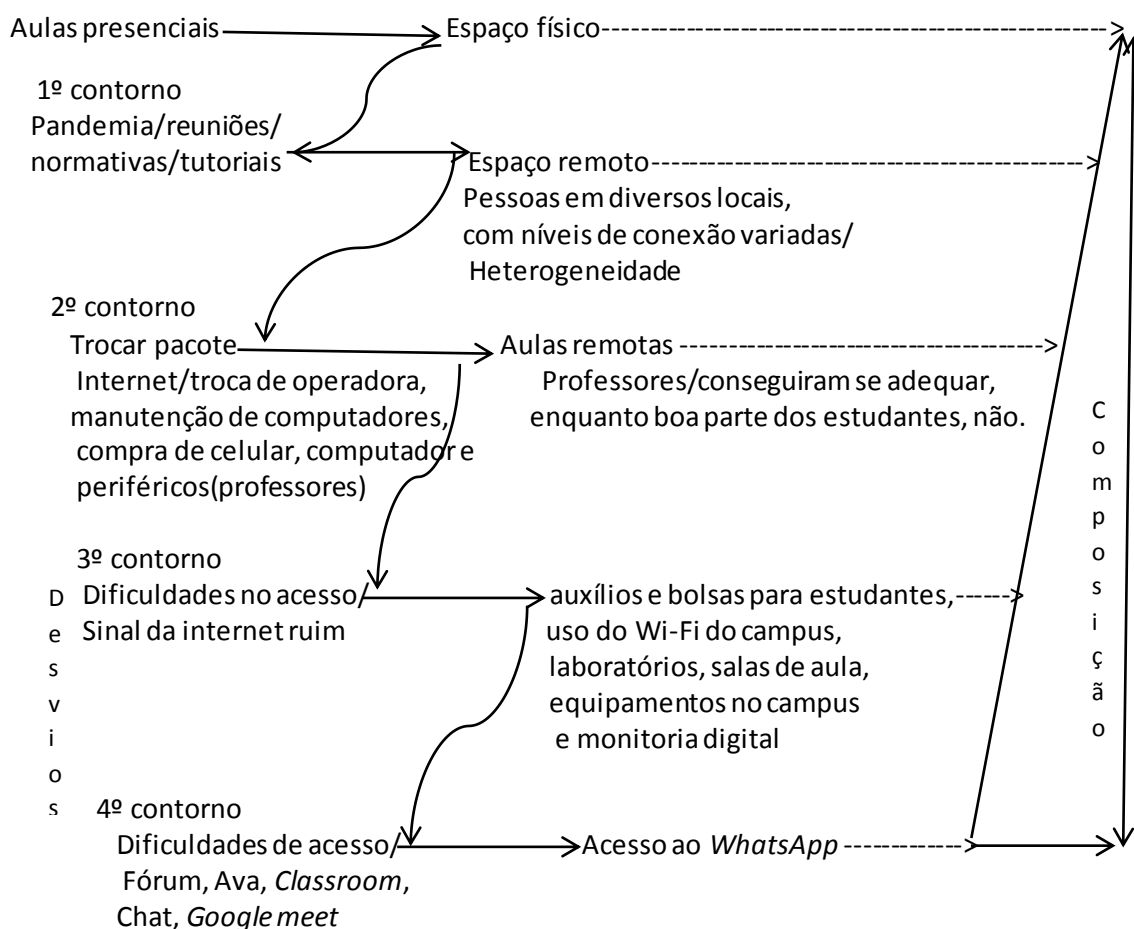 Aulas presenciais
Espaço físico
1º contorno
Pandemia/reuniões/
normativas/tutoriais
Espaço remoto
Pessoas em diversos locais,
com níveis de conexão variadas/
Heterogeneidade
2º contorno
Trocar pacote
Internet/troca de operadora,
manutenção de computadores,
compra de celular, computador e
periféricos(professores)
Aulas remotas
Professores/conseguiram se adequar,
enquanto boa parte dos estudantes, não.
3º contorno
Dificuldades no acesso/
Sinal da internet ruim
auxílios e bolsas para estudantes,
uso do Wi-Fi do campus,
laboratórios, salas de aula,
equipamentos no campus
e monitoria digital
4º contorno
Dificuldades de acesso/
Fórum, Ava, Classroom,
Chat, Google meet
Acesso ao WhatsApp
Desvios
Composição